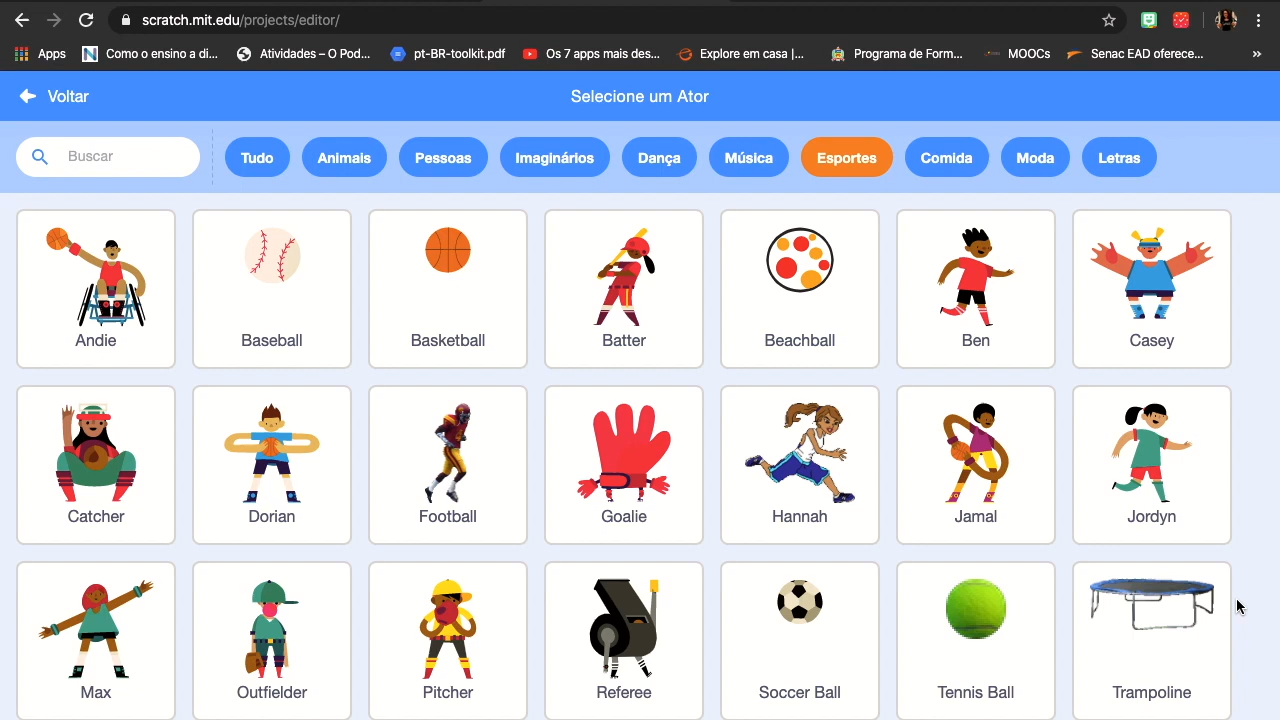 scratch.mit.edu/projects/editor/
Apps Como o ensino a di... Atividades – O Pod... pt-BR-toolkit.pdf Os 7 apps mais des... Explore em casa |... Programa de Form... MOOCs Senac EAD oferece... »
Voltar Selecione um Ator
Buscar Tudo Animais Pessoas Imaginários Dança Música Esportes Comida Moda Letras
Andie Baseball Basketball Batter Beachball Ben Casey
Catcher Dorian Football Goalie Hannah Jamal Jordyn
Max Outfielder Pitcher Referee Soccer Ball Tennis Ball Trampoline